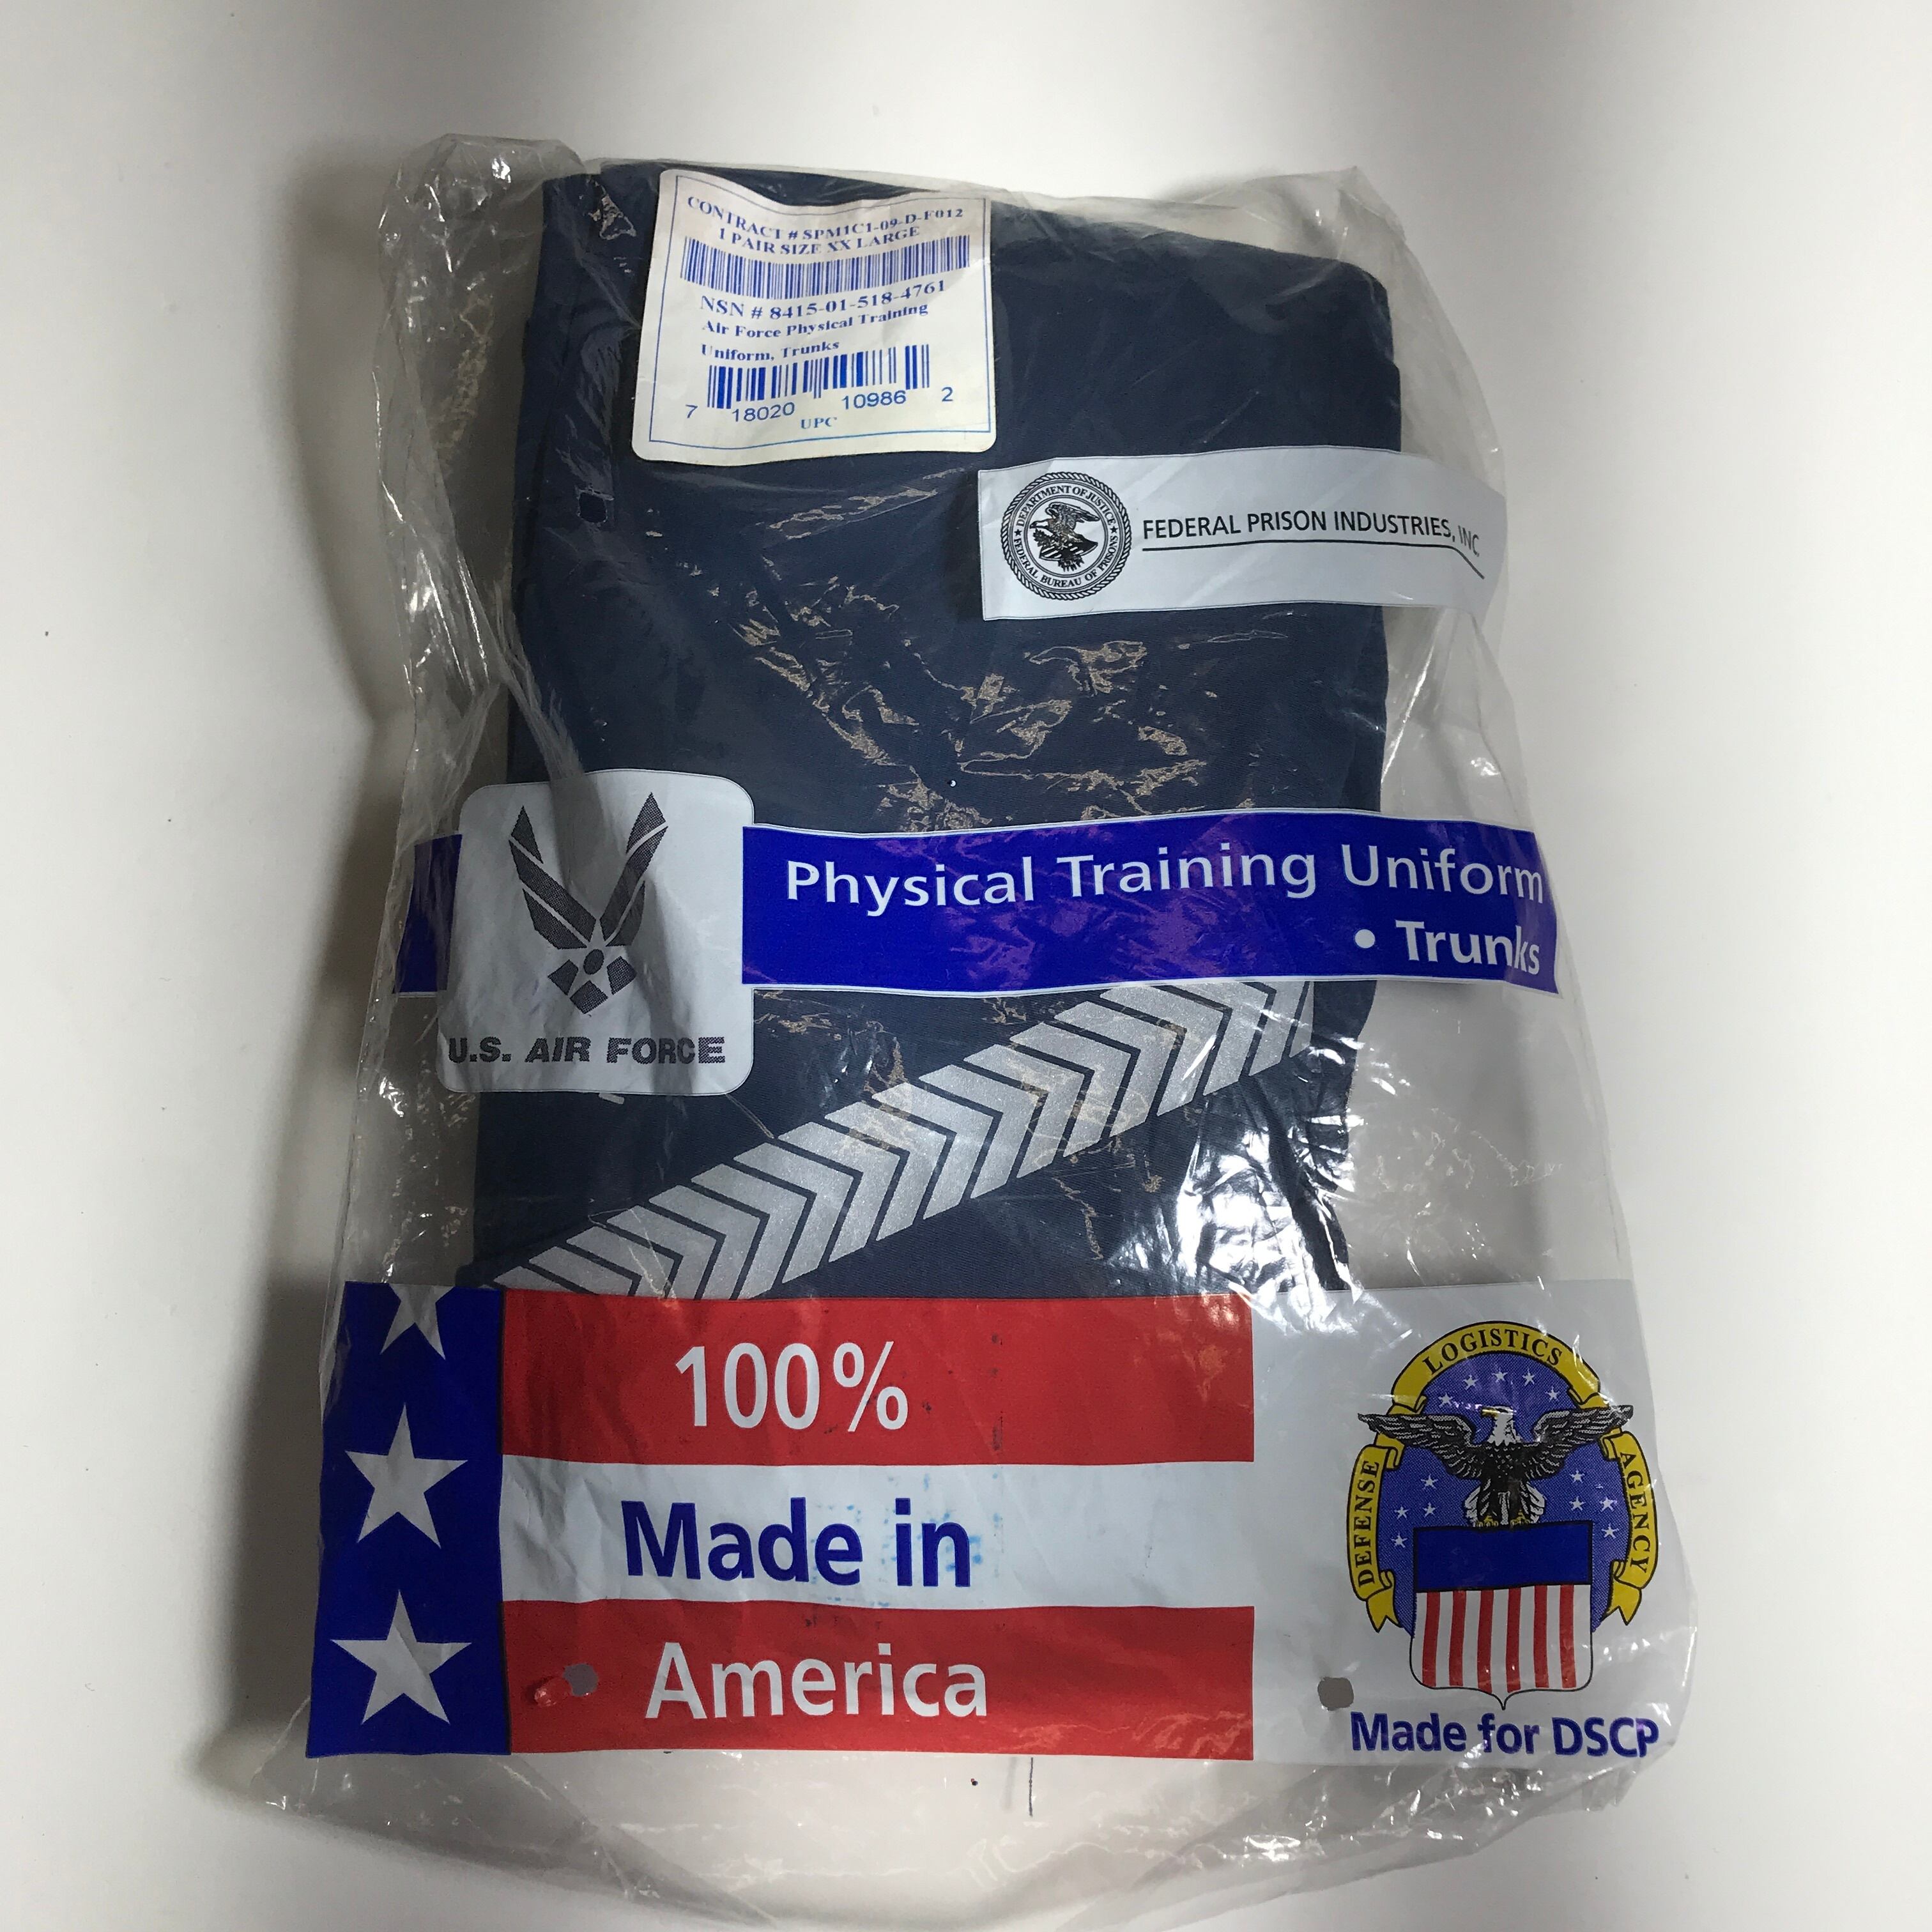 CONTRACT # SPM1C1-09-D-F012
1 PAIR SIZE XX LARGE
NSN # 8415-01-518-4761
Air Force Physical Training
Uniform, Trunks
7 18020 10986 2
UPC
DEPARTMENT OF JUSTICE
FEDERAL BUREAU OF PRISONS
FEDERAL PRISON INDUSTRIES, INC.
Physical Training Uniform
• Trunks
U.S. AIR FORCE
100%
Made in
America
DEFENSE LOGISTICS AGENCY
Made for DSCP